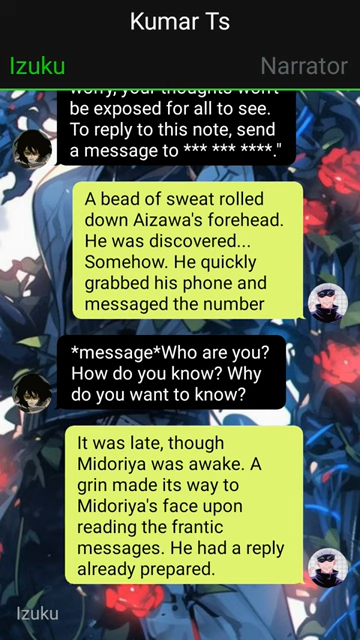 Kumar Ts
Izuku
Narrator
worry, your thoughts won't
be exposed for all to see.
To reply to this note, send
a message to *** *** ****."
A bead of sweat rolled
down Aizawa's forehead.
He was discovered...
Somehow. He quickly
grabbed his phone and
messaged the number
*message*Who are you?
How do you know? Why
do you want to know?
It was late, though
Midoriya was awake. A
grin made its way to
Midoriya's face upon
reading the frantic
messages. He had a reply
already prepared.
Izuku